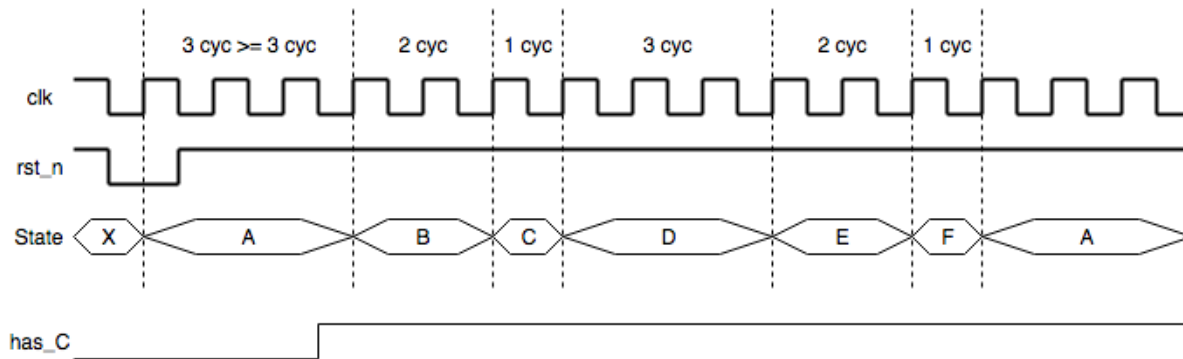 3 cyc >= 3 cyc 2 cyc 1 cyc 3 cyc 2 cyc 1 cyc
clk
rst_n
State X A B C D E F A
has_C